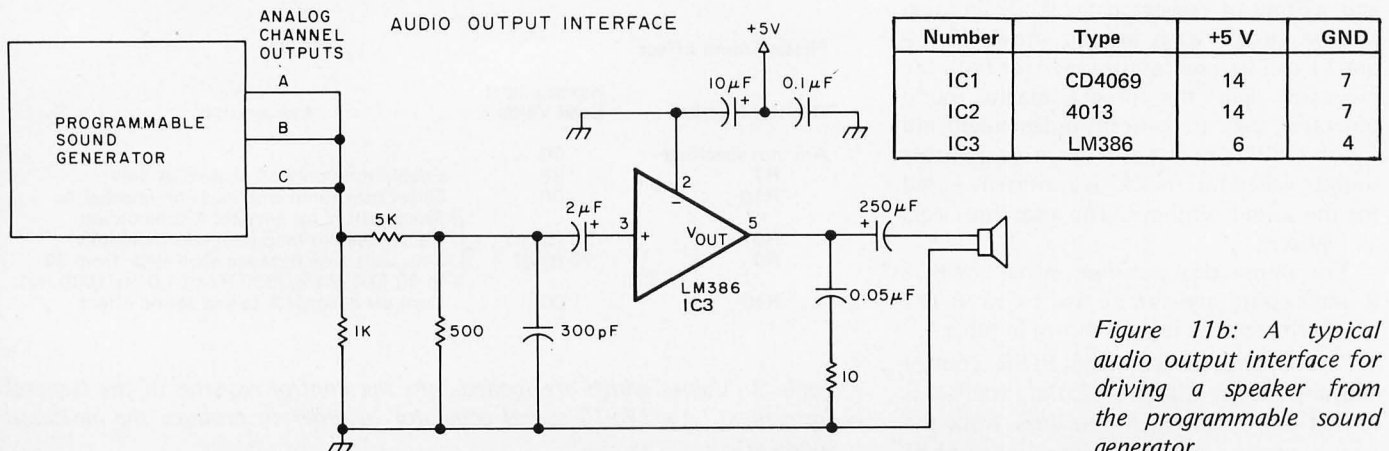 ANALOG
CHANNEL
OUTPUTS
AUDIO OUTPUT INTERFACE
A
B
C
PROGRAMMABLE
SOUND
GENERATOR
5K
1K
500
300pF
2µF
+
3
+
2
−
5
V OUT
LM386
IC3
10µF
+
+5V
0.1µF
250µF
+
0.05µF
10
Number Type +5 V GND
IC1 CD4069 14 7
IC2 4013 14 7
IC3 LM386 6 4
Figure 11b: A typical
audio output interface for
driving a speaker from
the programmable sound
generator